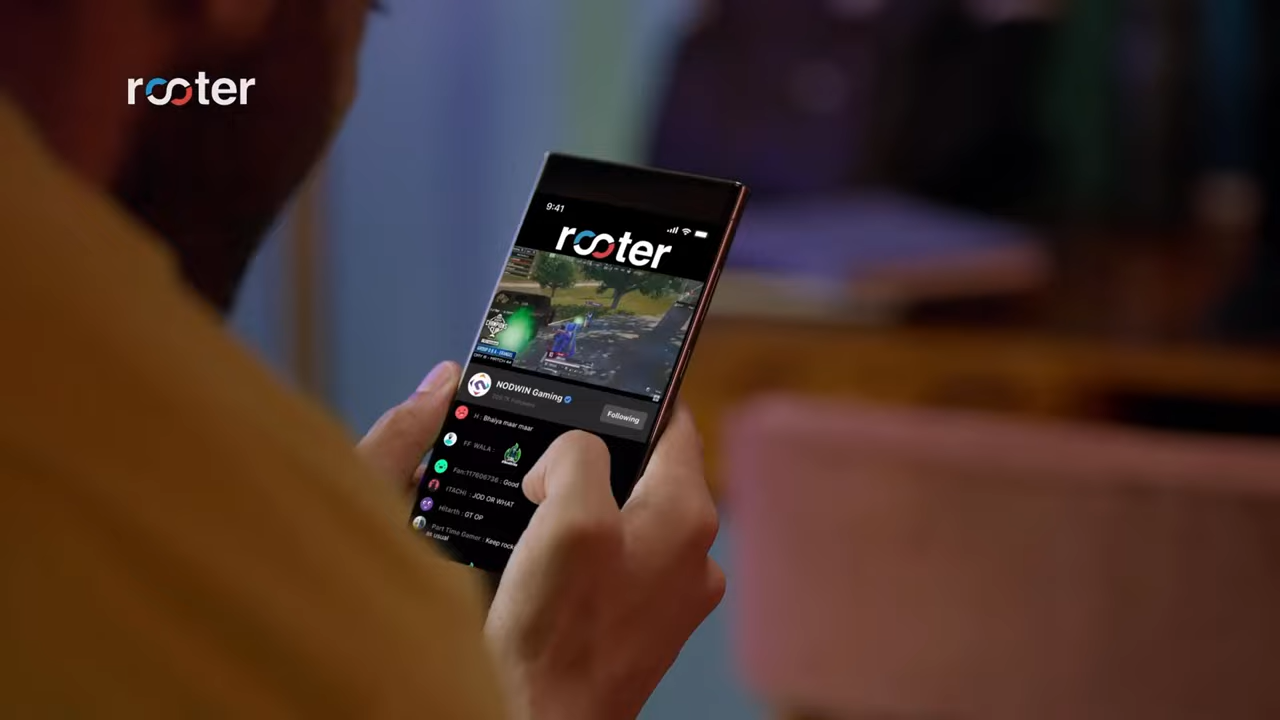 rooter
9:41
rooter
NODWIN Gaming
Following
H : Bhaiya maar maar
FF WALA :
Fan:117606736 : Good
iTACHi : JOD OR WHAT
Hitarth : GT OP
Part Time Gamer : Keep rock
as usual